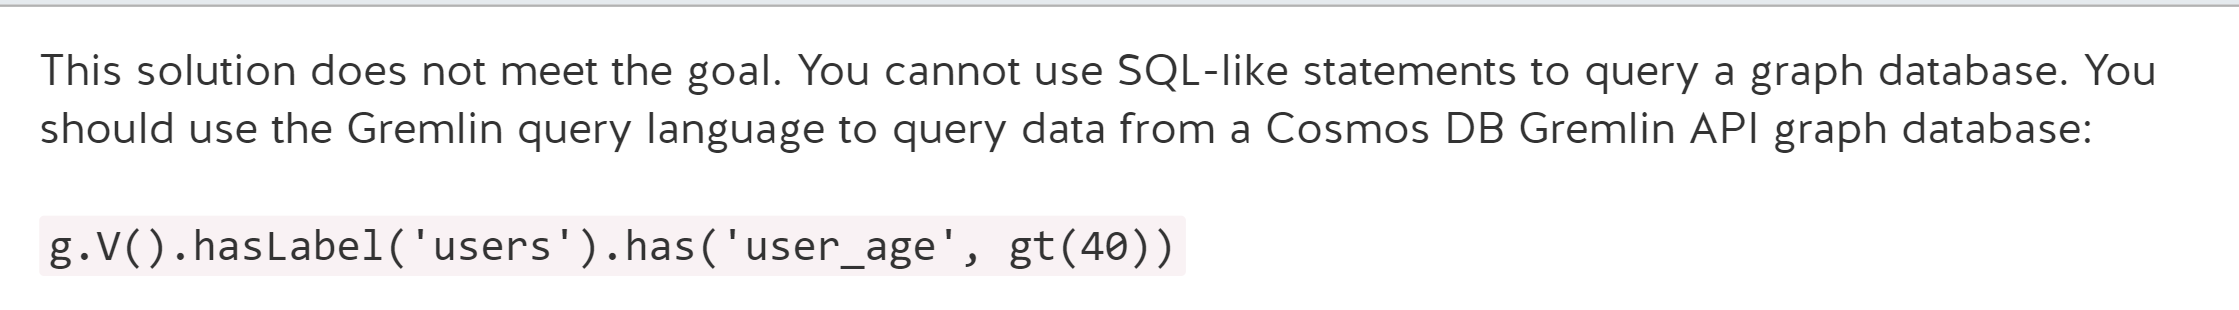 This solution does not meet the goal. You cannot use SQL-like statements to query a graph database. You
should use the Gremlin query language to query data from a Cosmos DB Gremlin API graph database:
g.V().hasLabel('users').has('user_age', gt(40))